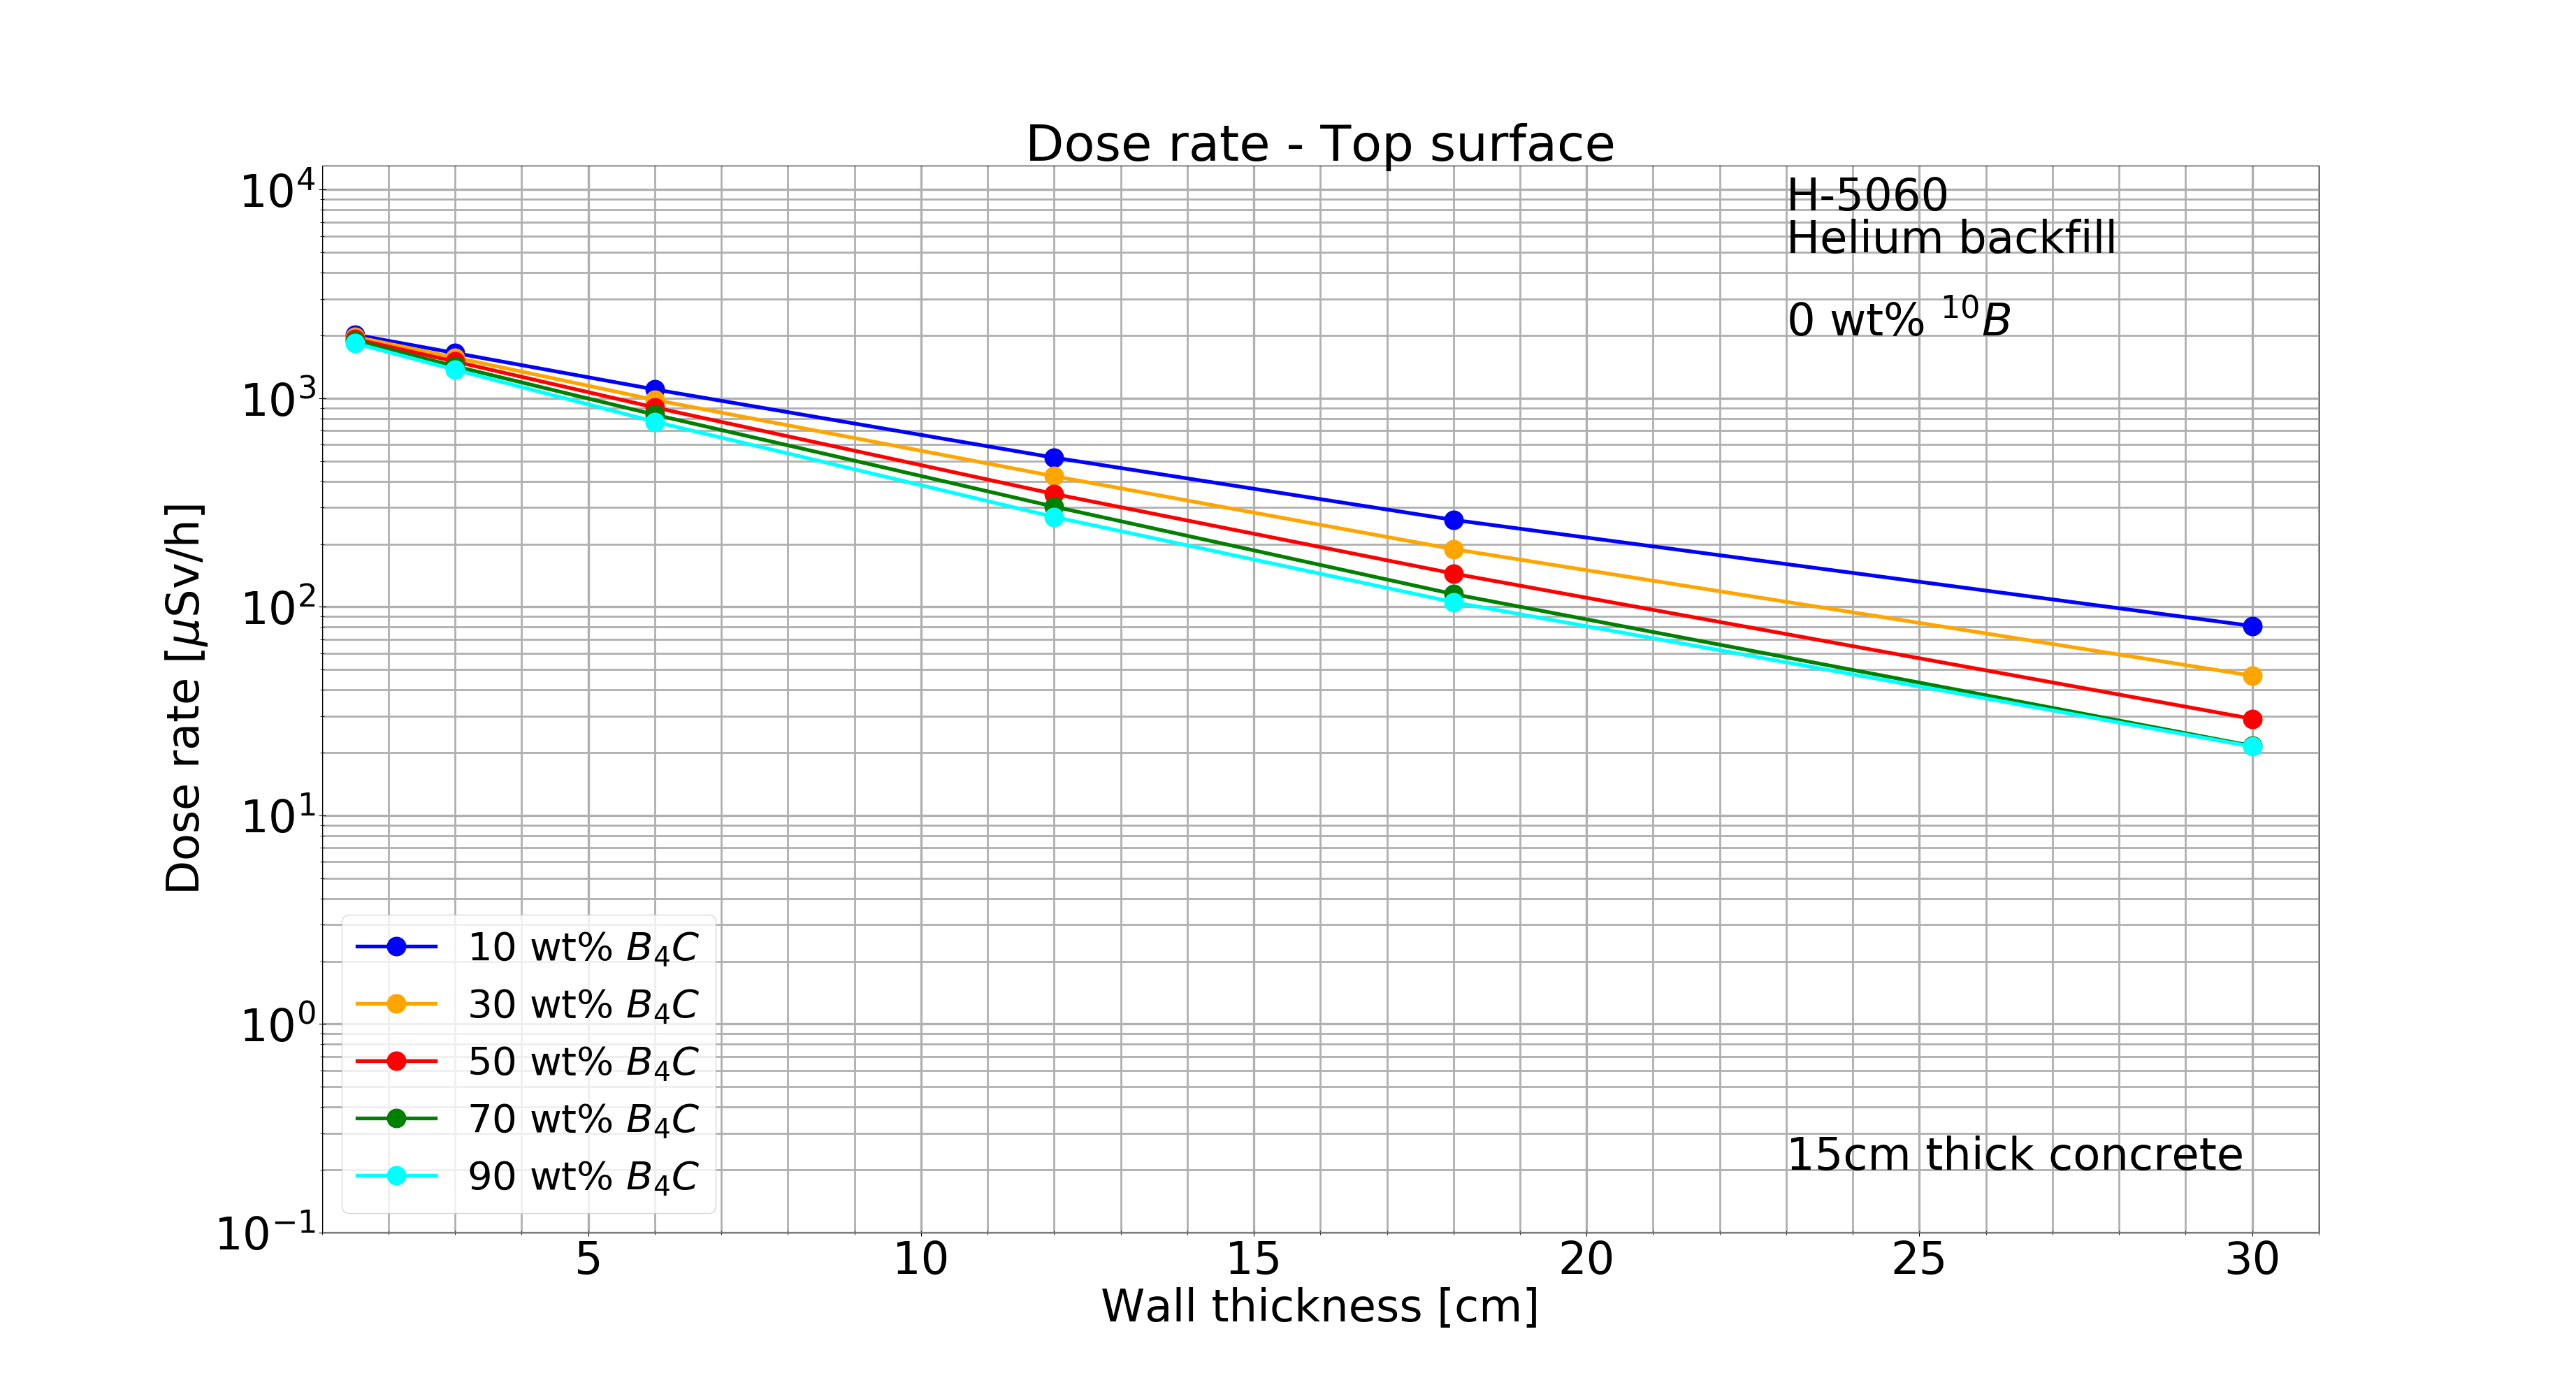 Dose rate - Top surface
10⁴
10³
10²
10¹
10⁰
10⁻¹
Dose rate [μSv/h]
H-5060
Helium backfill
0 wt% ¹⁰B
15cm thick concrete
10 wt% B₄C
30 wt% B₄C
50 wt% B₄C
70 wt% B₄C
90 wt% B₄C
5 10 15 20 25 30
Wall thickness [cm]